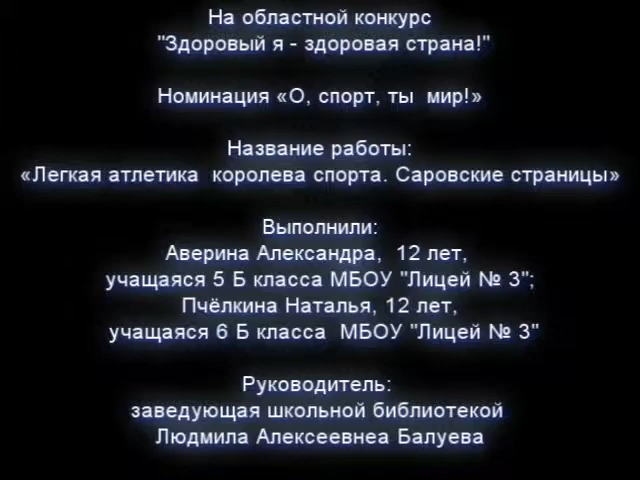 На областной конкурс
"Здоровый я - здоровая страна!"
Номинация «О, спорт, ты  мир!»
Название работы:
«Легкая атлетика  королева спорта. Саровские страницы»
Выполнили:
Аверина Александра,  12 лет,
учащаяся 5 Б класса МБОУ "Лицей № 3";
Пчёлкина Наталья, 12 лет,
учащаяся 6 Б класса  МБОУ "Лицей № 3"
Руководитель:
заведующая школьной библиотекой
Людмила Алексеевнеа Балуева